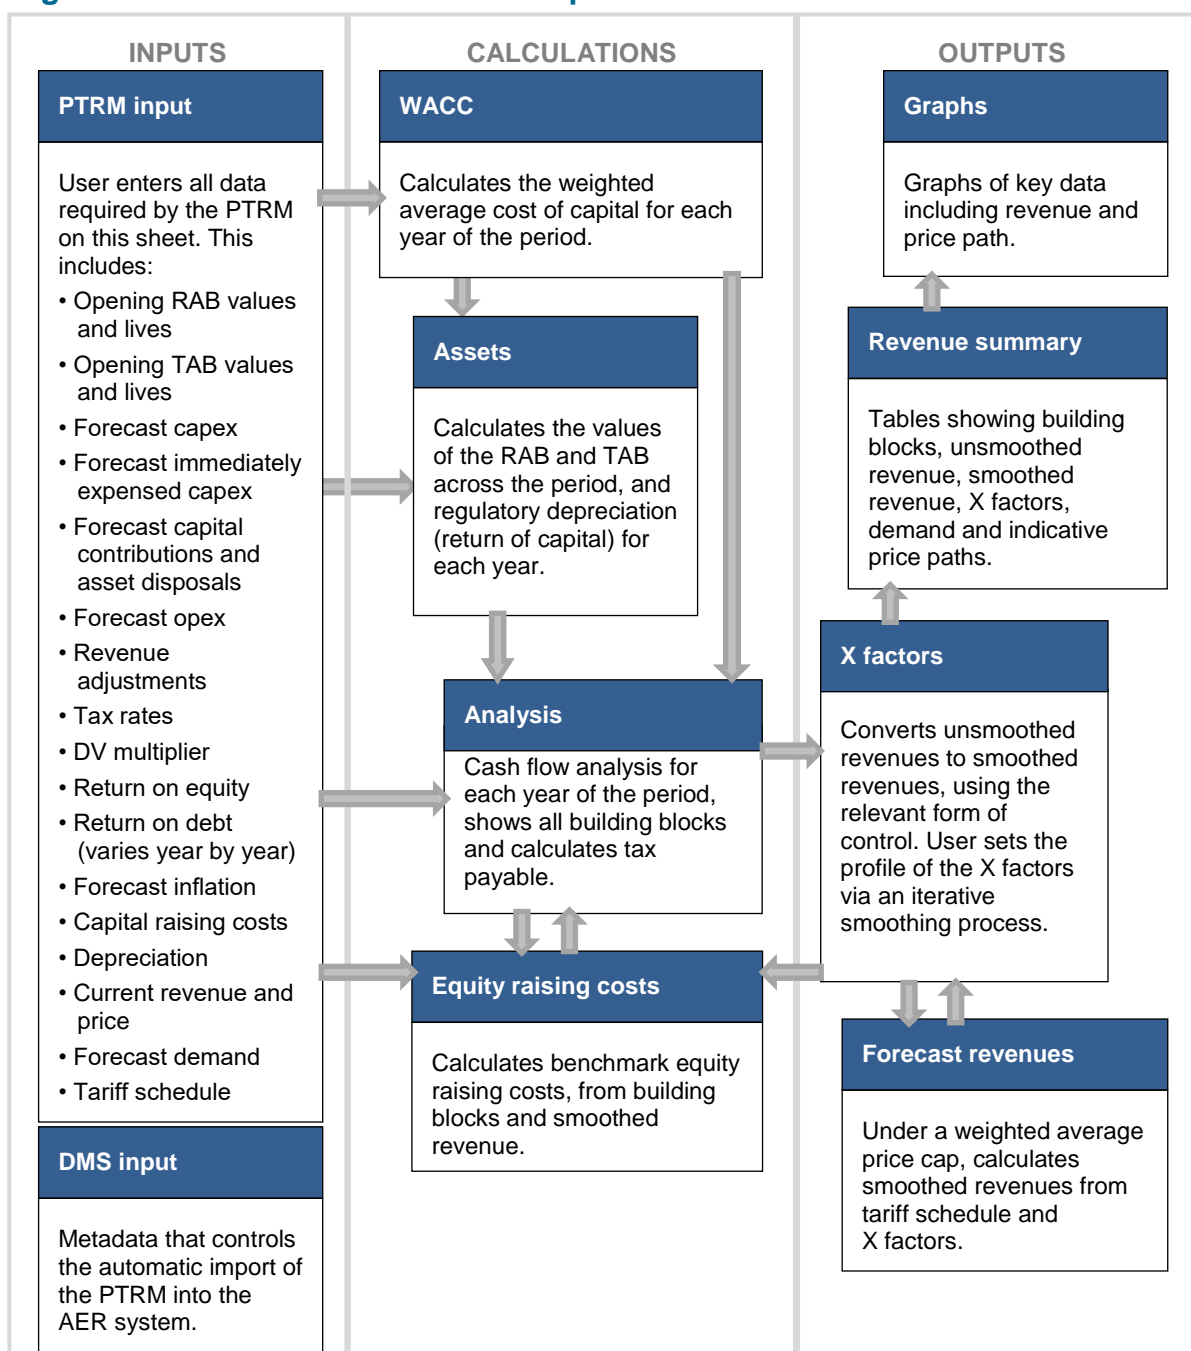 INPUTS
PTRM input
User enters all data
required by the PTRM
on this sheet. This
includes:
• Opening RAB values
and lives
• Opening TAB values
and lives
• Forecast capex
• Forecast immediately
expensed capex
• Forecast capital
contributions and
asset disposals
• Forecast opex
• Revenue
adjustments
• Tax rates
• DV multiplier
• Return on equity
• Return on debt
(varies year by year)
• Forecast inflation
• Capital raising costs
• Depreciation
• Current revenue and
price
• Forecast demand
• Tariff schedule
DMS input
Metadata that controls
the automatic import of
the PTRM into the
AER system.
CALCULATIONS
WACC
Calculates the weighted
average cost of capital for each
year of the period.
Assets
Calculates the values
of the RAB and TAB
across the period, and
regulatory depreciation
(return of capital) for
each year.
Analysis
Cash flow analysis for
each year of the period,
shows all building blocks
and calculates tax
payable.
Equity raising costs
Calculates benchmark equity
raising costs, from building
blocks and smoothed
revenue.
OUTPUTS
Graphs
Graphs of key data
including revenue and
price path.
Revenue summary
Tables showing building
blocks, unsmoothed
revenue, smoothed
revenue, X factors,
demand and indicative
price paths.
X factors
Converts unsmoothed
revenues to smoothed
revenues, using the
relevant form of
control. User sets the
profile of the X factors
via an iterative
smoothing process.
Forecast revenues
Under a weighted average
price cap, calculates
smoothed revenues from
tariff schedule and
X factors.